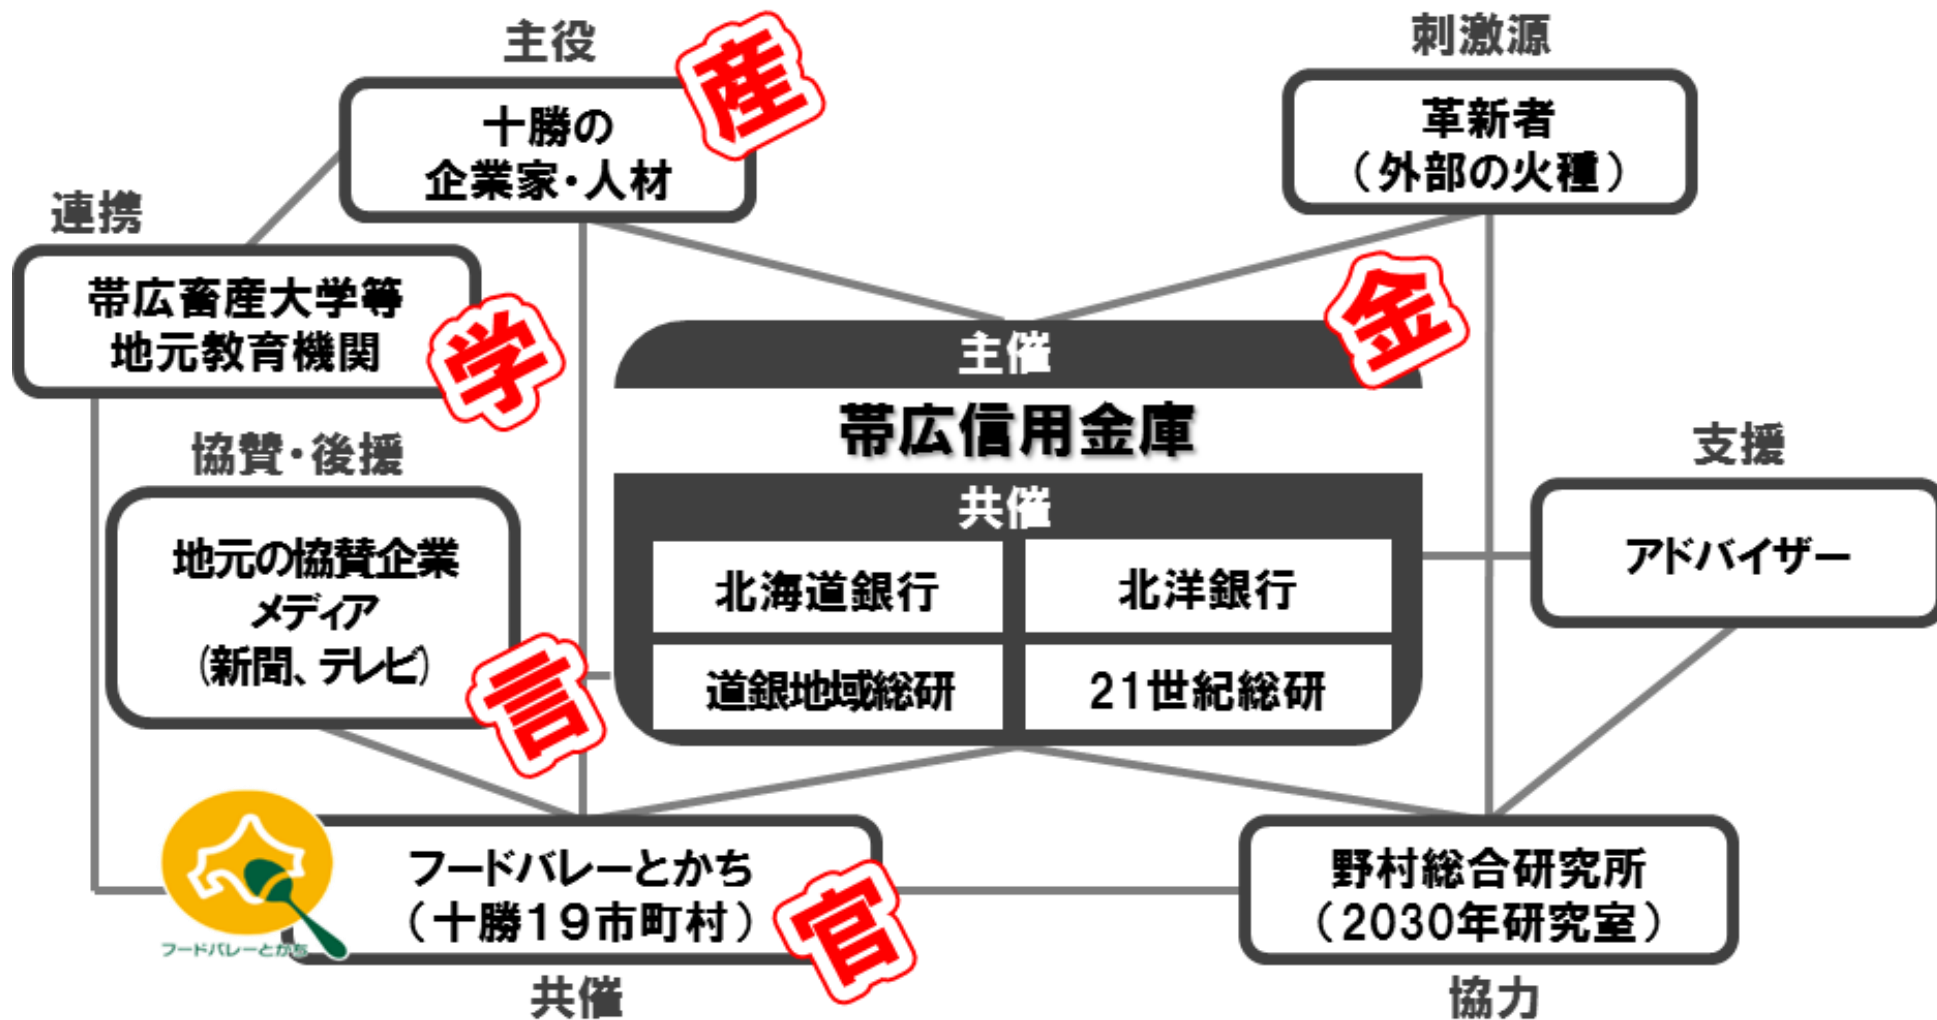 主役
産
十勝の
企業家・人材
刺激源
革新者
（外部の火種）
連携
帯広畜産大学等
地元教育機関
学
金
主催
帯広信用金庫
共催
北海道銀行
北洋銀行
道銀地域総研
21世紀総研
協賛・後援
地元の協賛企業
メディア
(新聞、テレビ)
言
支援
アドバイザー
フードバレーとかち
フードバレーとかち
（十勝19市町村）
官
共催
野村総合研究所
（2030年研究室）
協力